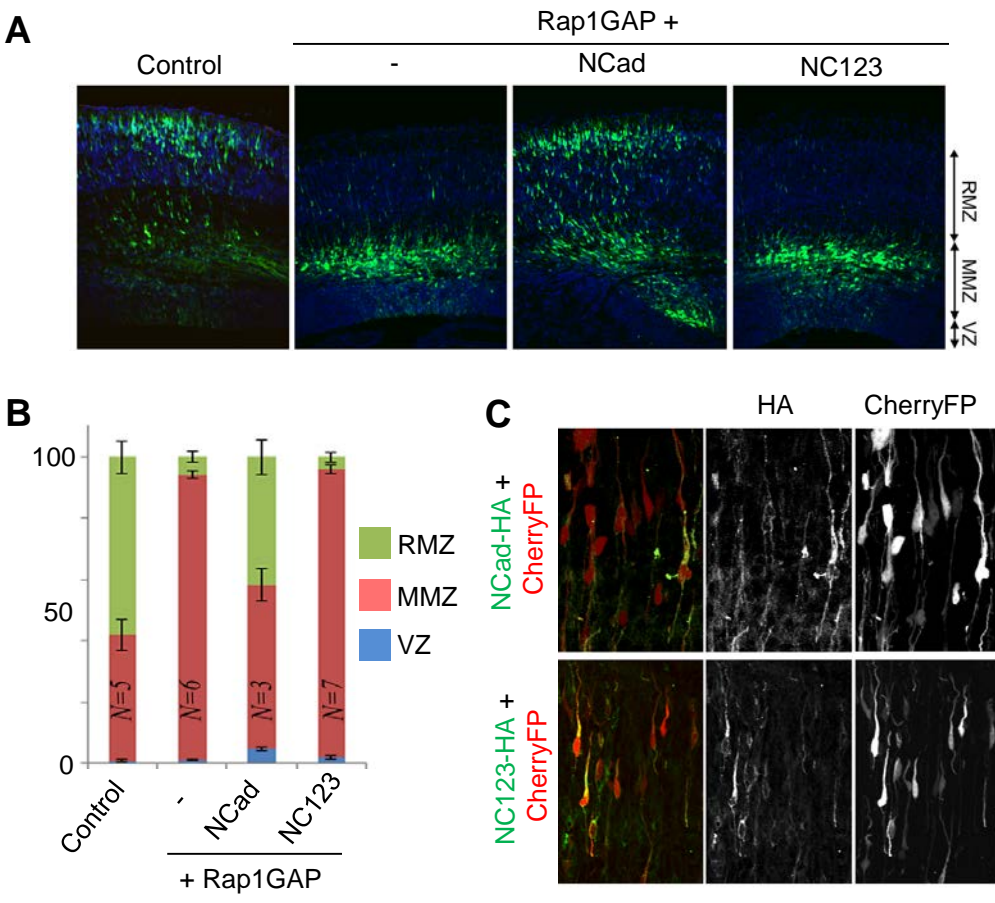 A
Rap1GAP +
Control
-
NCad
NC123
RMZ
MMZ
VZ
B
100
50
0
N=5
N=6
N=3
N=7
RMZ
MMZ
VZ
Control
-
NCad
NC123
+ Rap1GAP
C
HA
CherryFP
NCad-HA +
CherryFP
NC123-HA +
CherryFP